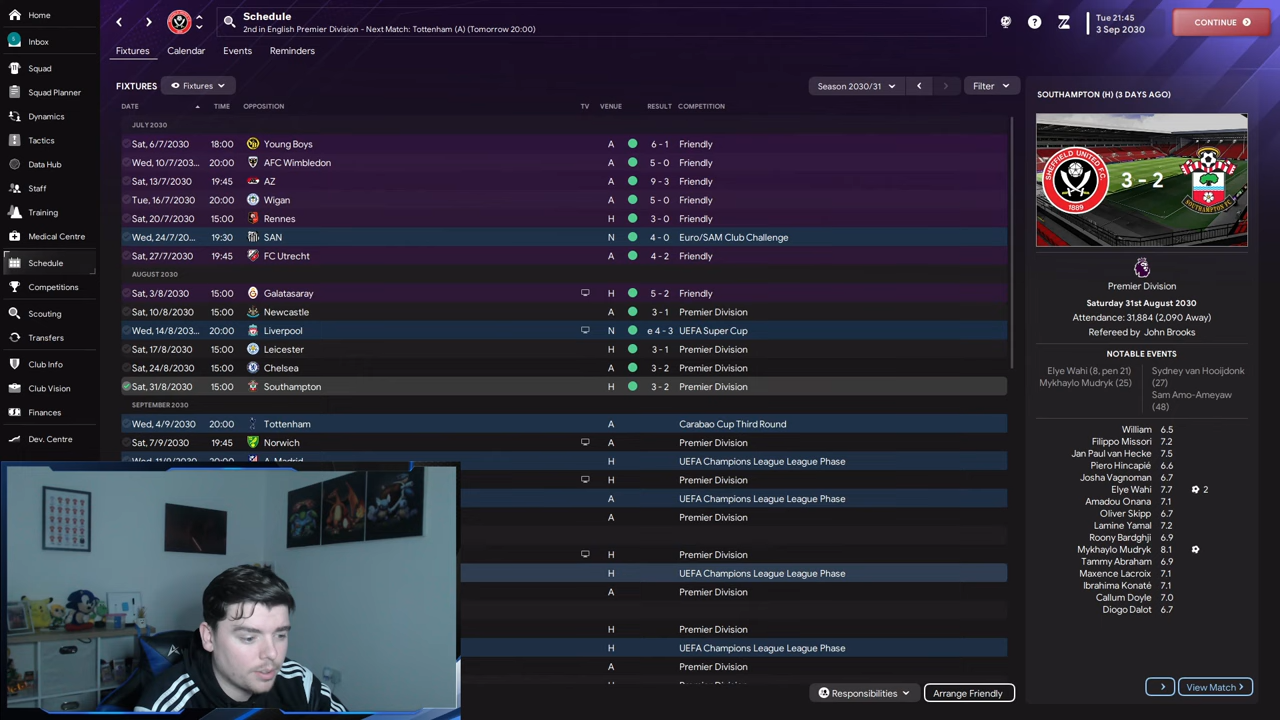 Home
Inbox
Squad
Squad Planner
Dynamics
Tactics
Data Hub
Staff
Training
Medical Centre
Schedule
Competitions
Scouting
Transfers
Club Info
Club Vision
Finances
Dev. Centre
Schedule
2nd in English Premier Division - Next Match: Tottenham (A) (Tomorrow 20:00)
Tue 21:45
3 Sep 2030
CONTINUE
Fixtures Calendar Events Reminders
FIXTURES Fixtures Season 2030/31 Filter
DATE TIME OPPOSITION TV VENUE RESULT COMPETITION
JULY 2030
Sat, 6/7/2030 18:00 Young Boys A 6 - 1 Friendly
Wed, 10/7/203... 20:00 AFC Wimbledon A 5 - 0 Friendly
Sat, 13/7/2030 19:45 AZ A 9 - 3 Friendly
Tue, 16/7/2030 20:00 Wigan A 5 - 0 Friendly
Sat, 20/7/2030 15:00 Rennes H 3 - 0 Friendly
Wed, 24/7/20... 19:30 SAN N 4 - 0 Euro/SAM Club Challenge
Sat, 27/7/2030 19:45 FC Utrecht A 4 - 2 Friendly
AUGUST 2030
Sat, 3/8/2030 15:00 Galatasaray H 5 - 2 Friendly
Sat, 10/8/2030 15:00 Newcastle A 3 - 1 Premier Division
Wed, 14/8/203... 20:00 Liverpool N e 4 - 3 UEFA Super Cup
Sat, 17/8/2030 15:00 Leicester H 3 - 1 Premier Division
Sat, 24/8/2030 15:00 Chelsea A 3 - 2 Premier Division
Sat, 31/8/2030 15:00 Southampton H 3 - 2 Premier Division
SEPTEMBER 2030
Wed, 4/9/2030 20:00 Tottenham A Carabao Cup Third Round
Sat, 7/9/2030 19:45 Norwich A Premier Division
A. Madrid H UEFA Champions League League Phase
H Premier Division
A UEFA Champions League League Phase
A Premier Division
H Premier Division
H UEFA Champions League League Phase
A Premier Division
H Premier Division
H UEFA Champions League League Phase
A Premier Division
Responsibilities Arrange Friendly
SOUTHAMPTON (H) (3 DAYS AGO)
SHEFFIELD UNITED F.C.
1889
3 - 2
SOUTHAMPTON FC
Premier Division
Saturday 31st August 2030
Attendance: 31,884 (2,090 Away)
Refereed by John Brooks
NOTABLE EVENTS
Elye Wahi (8, pen 21)
Mykhaylo Mudryk (25)
Sydney van Hooijdonk
(27)
Sam Amo-Ameyaw
(48)
William 6.5
Filippo Missori 7.2
Jan Paul van Hecke 7.5
Piero Hincapié 6.6
Josha Vagnoman 6.7
Elye Wahi 7.7 2
Amadou Onana 7.1
Oliver Skipp 6.7
Lamine Yamal 7.2
Roony Bardghji 6.9
Mykhaylo Mudryk 8.1
Tammy Abraham 6.9
Maxence Lacroix 7.1
Ibrahima Konaté 7.1
Callum Doyle 7.0
Diogo Dalot 6.7
View Match